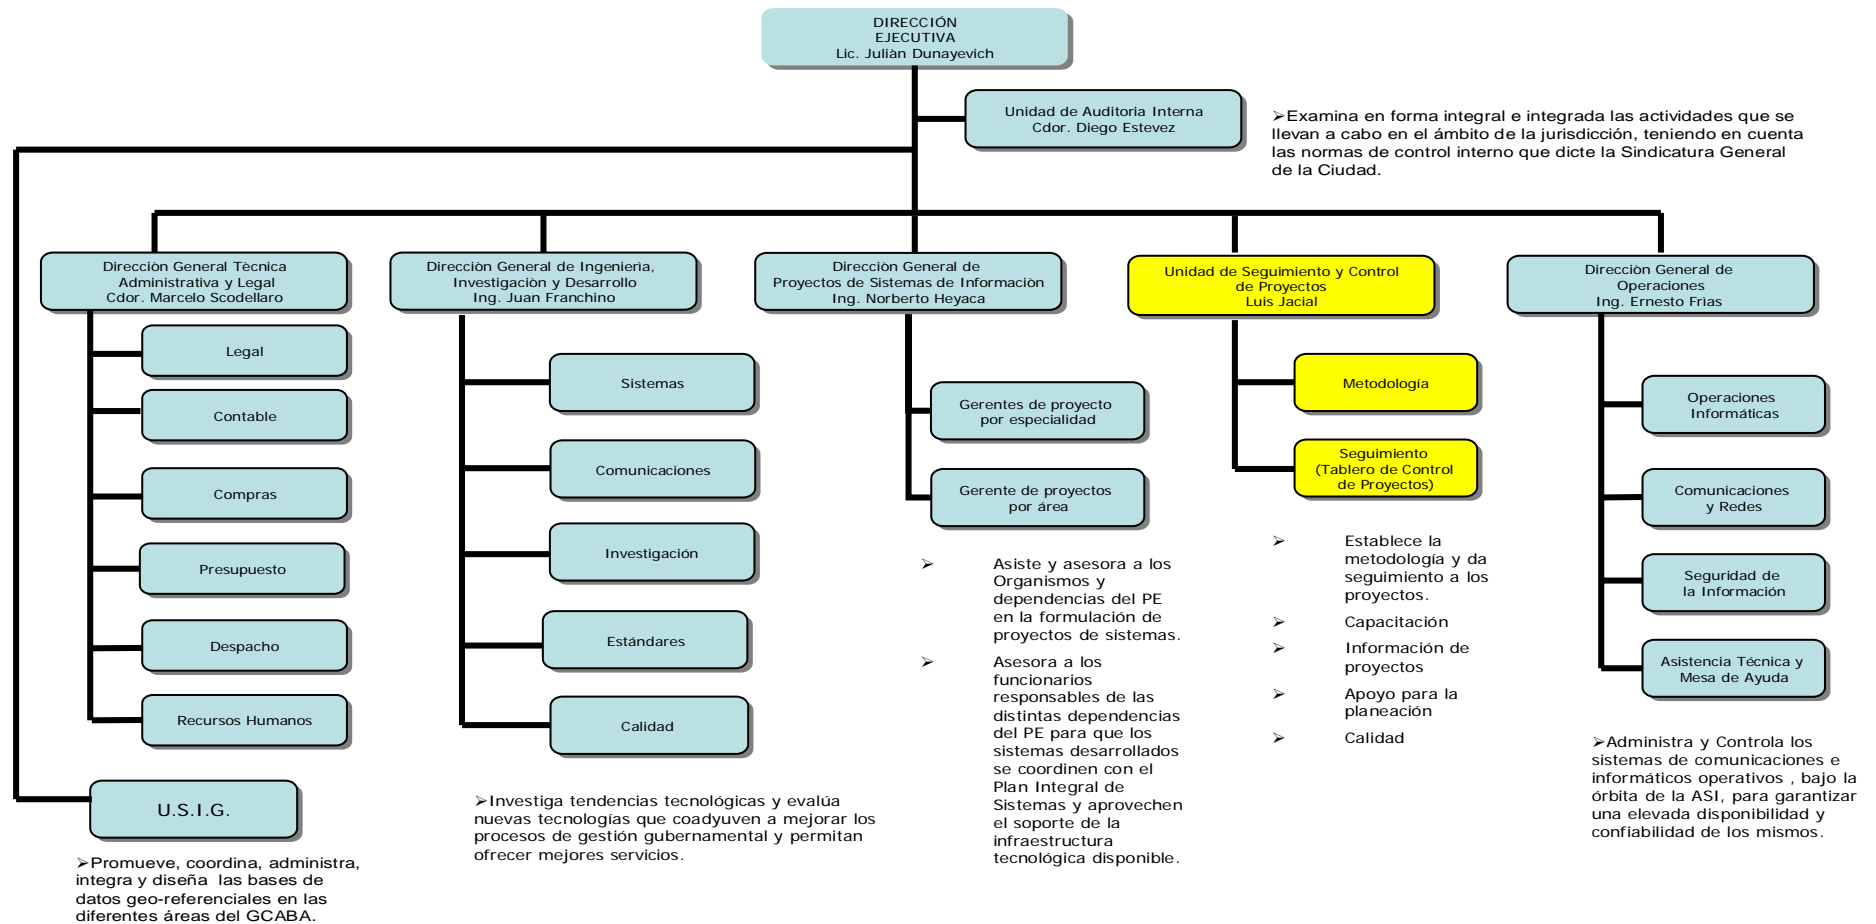 DIRECCIÓN
EJECUTIVA
Lic. Juliàn Dunayevich
Unidad de Auditoria Interna
Cdor. Diego Estevez
➢Examina en forma integral e integrada las actividades que se
llevan a cabo en el ámbito de la jurisdicción, teniendo en cuenta
las normas de control interno que dicte la Sindicatura General
de la Ciudad.
Direcciòn General Tècnica
Administrativa y Legal
Cdor. Marcelo Scodellaro
Legal
Contable
Compras
Presupuesto
Despacho
Recursos Humanos
U.S.I.G.
➢Promueve, coordina, administra,
integra y diseña las bases de
datos geo-referenciales en las
diferentes áreas del GCABA.
Direcciòn General de Ingenierìa,
Investigaciòn y Desarrollo
Ing. Juan Franchino
Sistemas
Comunicaciones
Investigación
Estándares
Calidad
➢Investiga tendencias tecnológicas y evalúa
nuevas tecnologías que coadyuven a mejorar los
procesos de gestión gubernamental y permitan
ofrecer mejores servicios.
Direcciòn General de
Proyectos de Sistemas de Informaciòn
Ing. Norberto Heyaca
Gerentes de proyecto
por especialidad
Gerente de proyectos
por área
➢ Asiste y asesora a los
Organismos y
dependencias del PE
en la formulación de
proyectos de sistemas.
➢ Asesora a los
funcionarios
responsables de las
distintas dependencias
del PE para que los
sistemas desarrollados
se coordinen con el
Plan Integral de
Sistemas y aprovechen
el soporte de la
infraestructura
tecnológica disponible.
Unidad de Seguimiento y Control
de Proyectos
Luis Jacial
Metodología
Seguimiento
(Tablero de Control
de Proyectos)
➢ Establece la
metodología y da
seguimiento a los
proyectos.
➢ Capacitación
➢ Información de
proyectos
➢ Apoyo para la
planeación
➢ Calidad
Direcciòn General de
Operaciones
Ing. Ernesto Frìas
Operaciones
Informáticas
Comunicaciones
y Redes
Seguridad de
la Información
Asistencia Técnica y
Mesa de Ayuda
➢Administra y Controla los
sistemas de comunicaciones e
informáticos operativos , bajo la
órbita de la ASI, para garantizar
una elevada disponibilidad y
confiabilidad de los mismos.